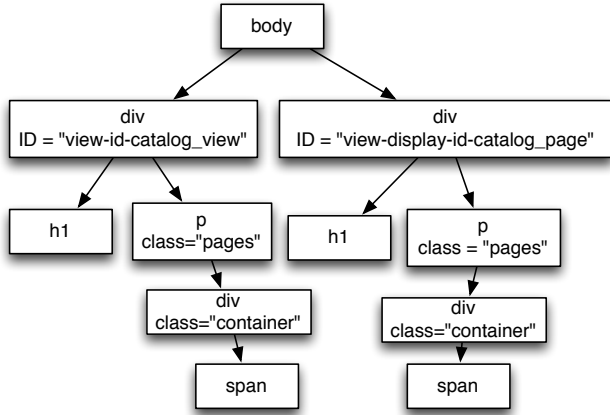 body
div
ID = "view-id-catalog_view"
div
ID = "view-display-id-catalog_page"
h1
p
class="pages"
h1
p
class = "pages"
div
class="container"
div
class="container"
span
span